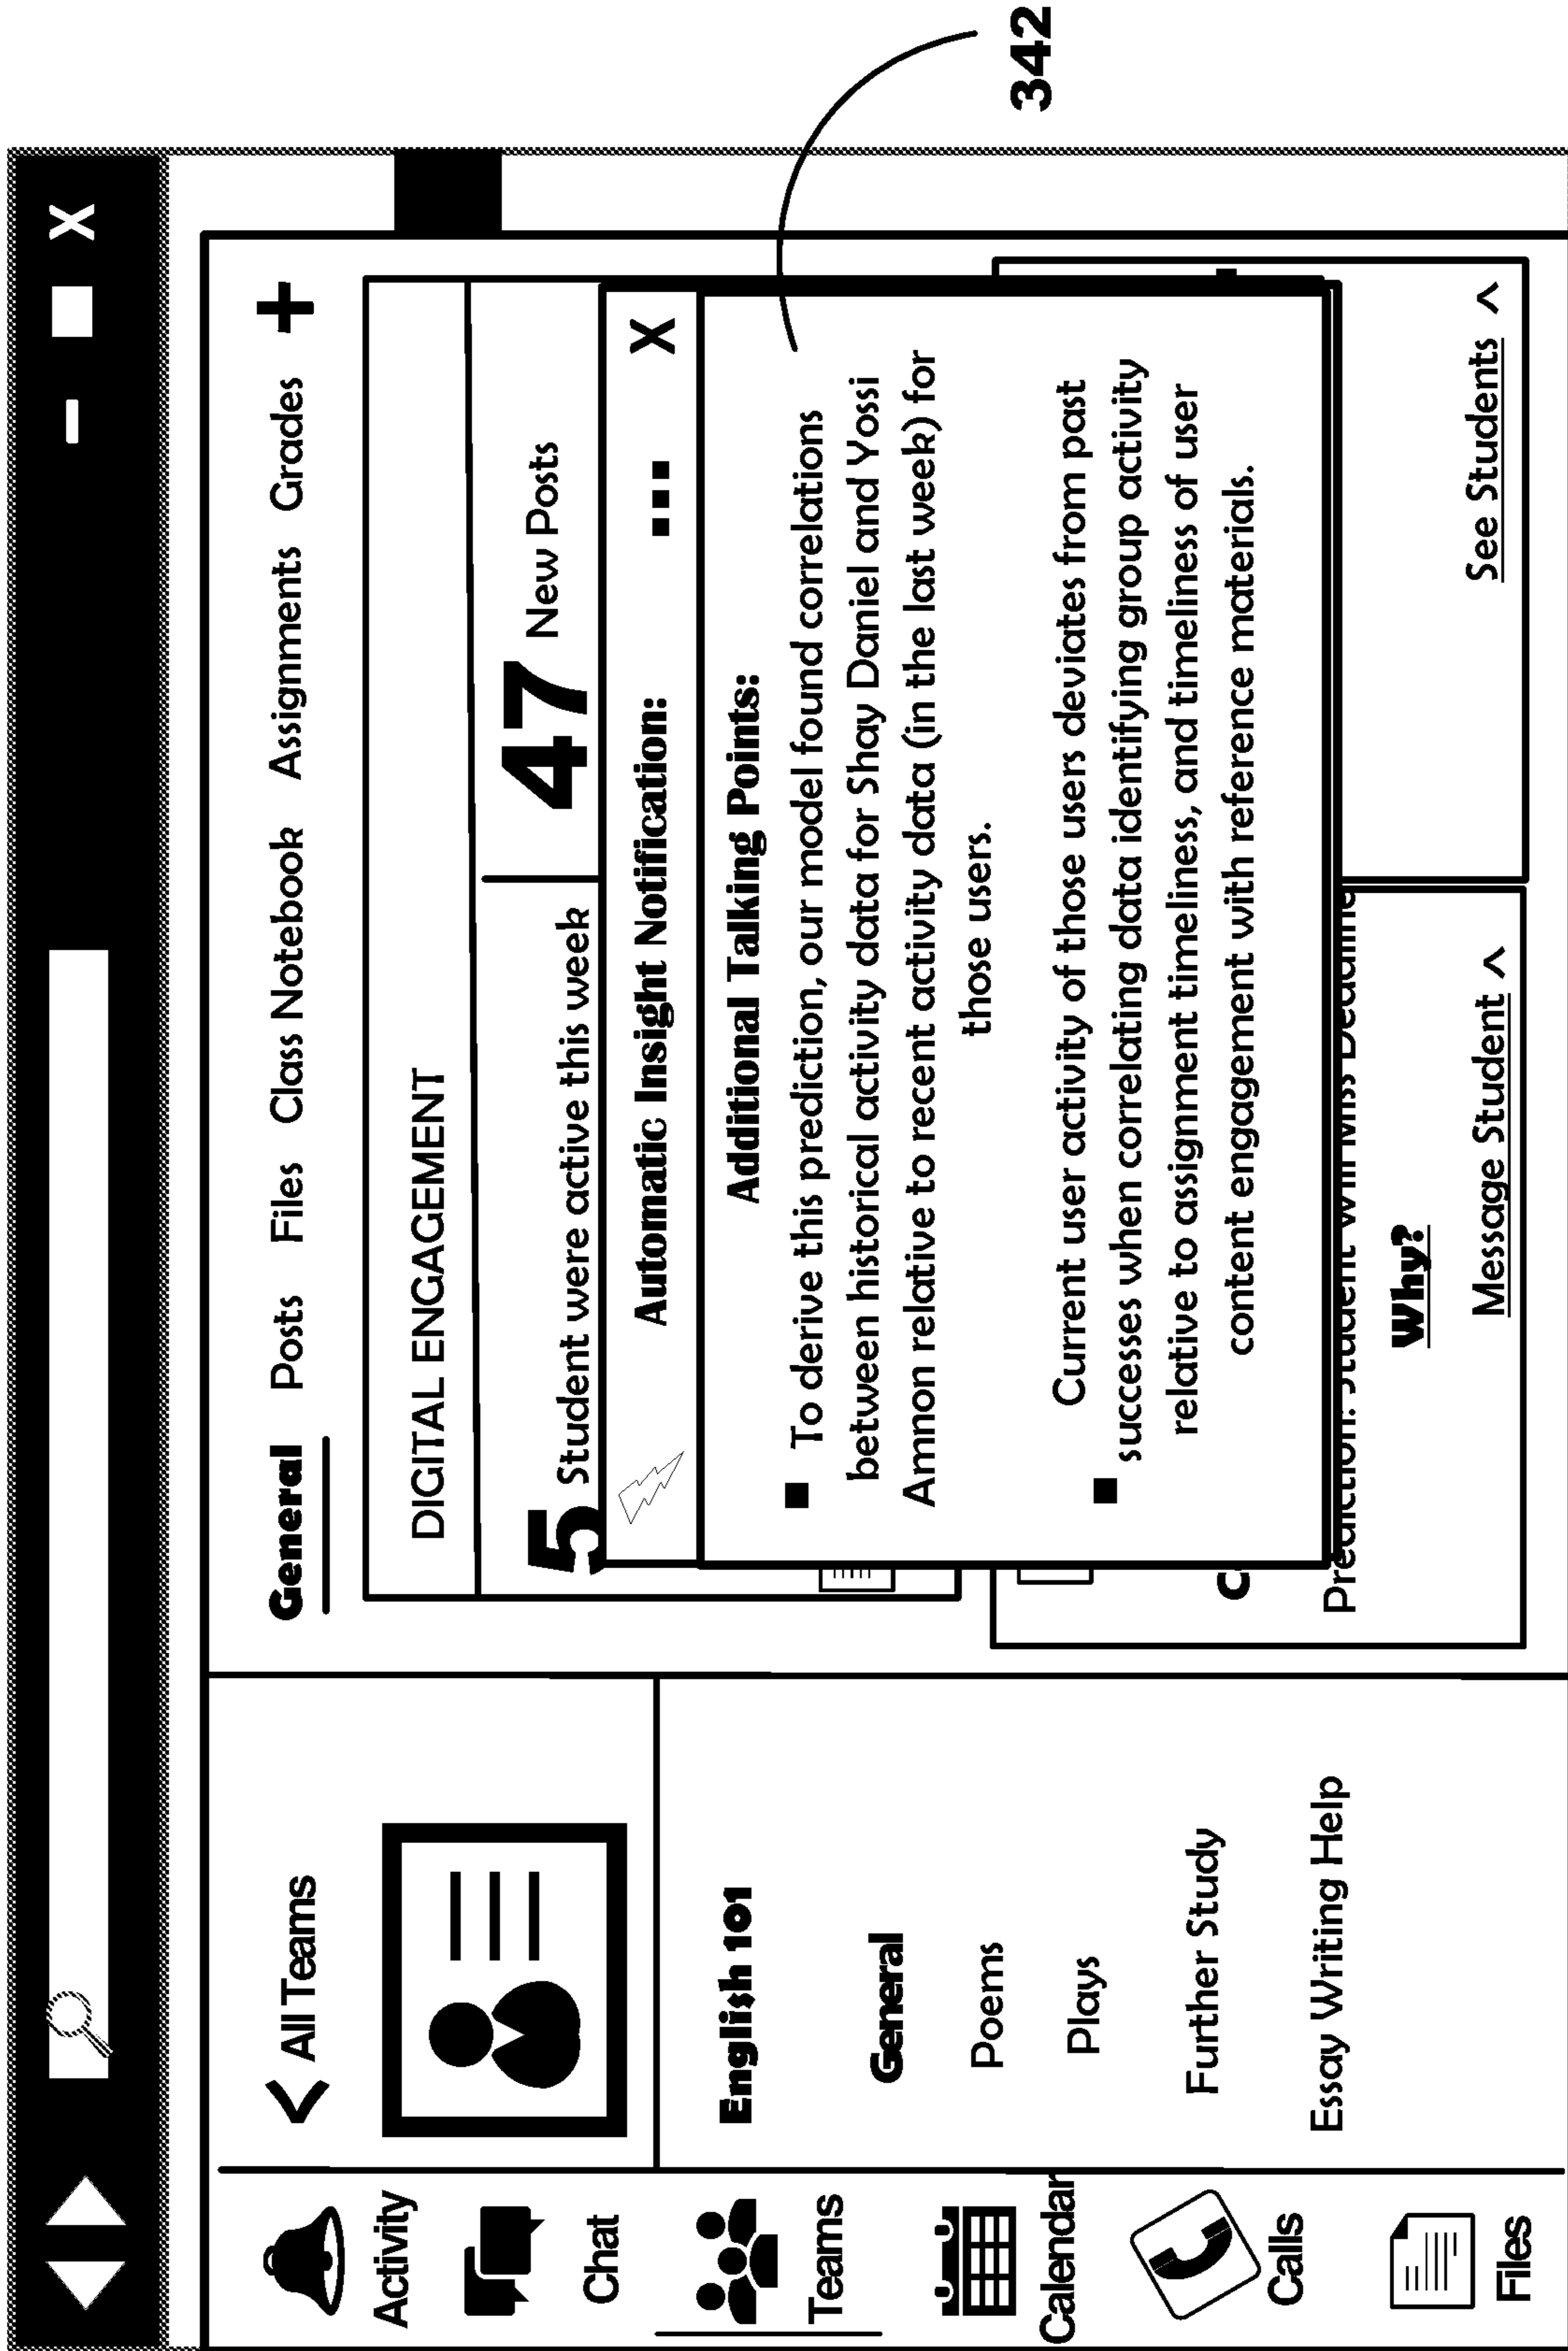 X
Activity
Chat
Teams
Calendar
Calls
Files
< All Teams
English 101
General
Poems
Plays
Further Study
Essay Writing Help
General Posts Files Class Notebook Assignments Grades +
DIGITAL ENGAGEMENT
5 Student were active this week
47 New Posts
Automatic Insight Notification: ... X
Additional Talking Points:
■ To derive this prediction, our model found correlations
between historical activity data for Shay Daniel and Yossi
Amnon relative to recent activity data (in the last week) for
those users.
Current user activity of those users deviates from past
■ successes when correlating data identifying group activity
relative to assignment timeliness, and timeliness of user
content engagement with reference materials.
Prediction: Student Will Miss Deadline
Why?
Message Student ^
See Students ^
342